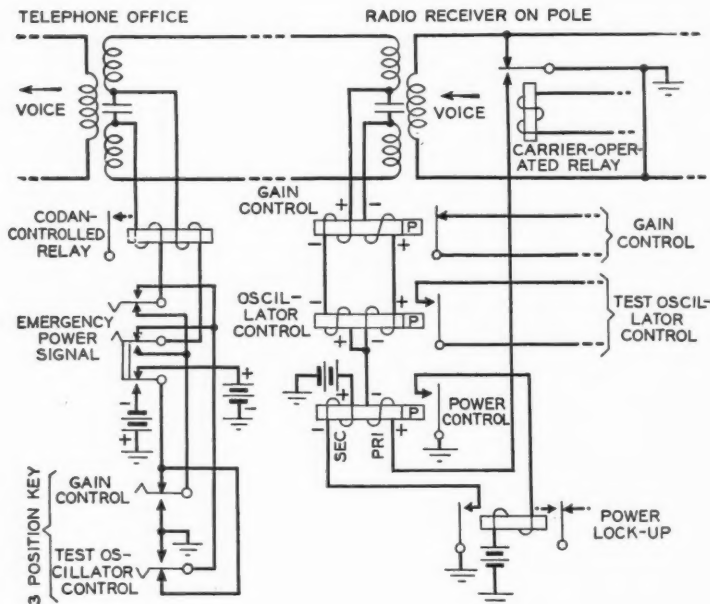 TELEPHONE OFFICE
RADIO RECEIVER ON POLE
VOICE
VOICE
CARRIER-OPER-
ATED RELAY
GAIN
CONTROL
+ -
CODAN-
CONTROLLED
RELAY
- + P
GAIN
CONTROL
EMERGENCY
POWER
SIGNAL
OSCIL-
LATOR
CONTROL
- + P
+ -
TEST OSCIL-
LATOR
CONTROL
+
-
-
+
+ -
- + P
SEC
PRI
POWER
CONTROL
3 POSITION KEY
GAIN
CONTROL
TEST OS-
CILLATOR
CONTROL
POWER
LOCK-UP